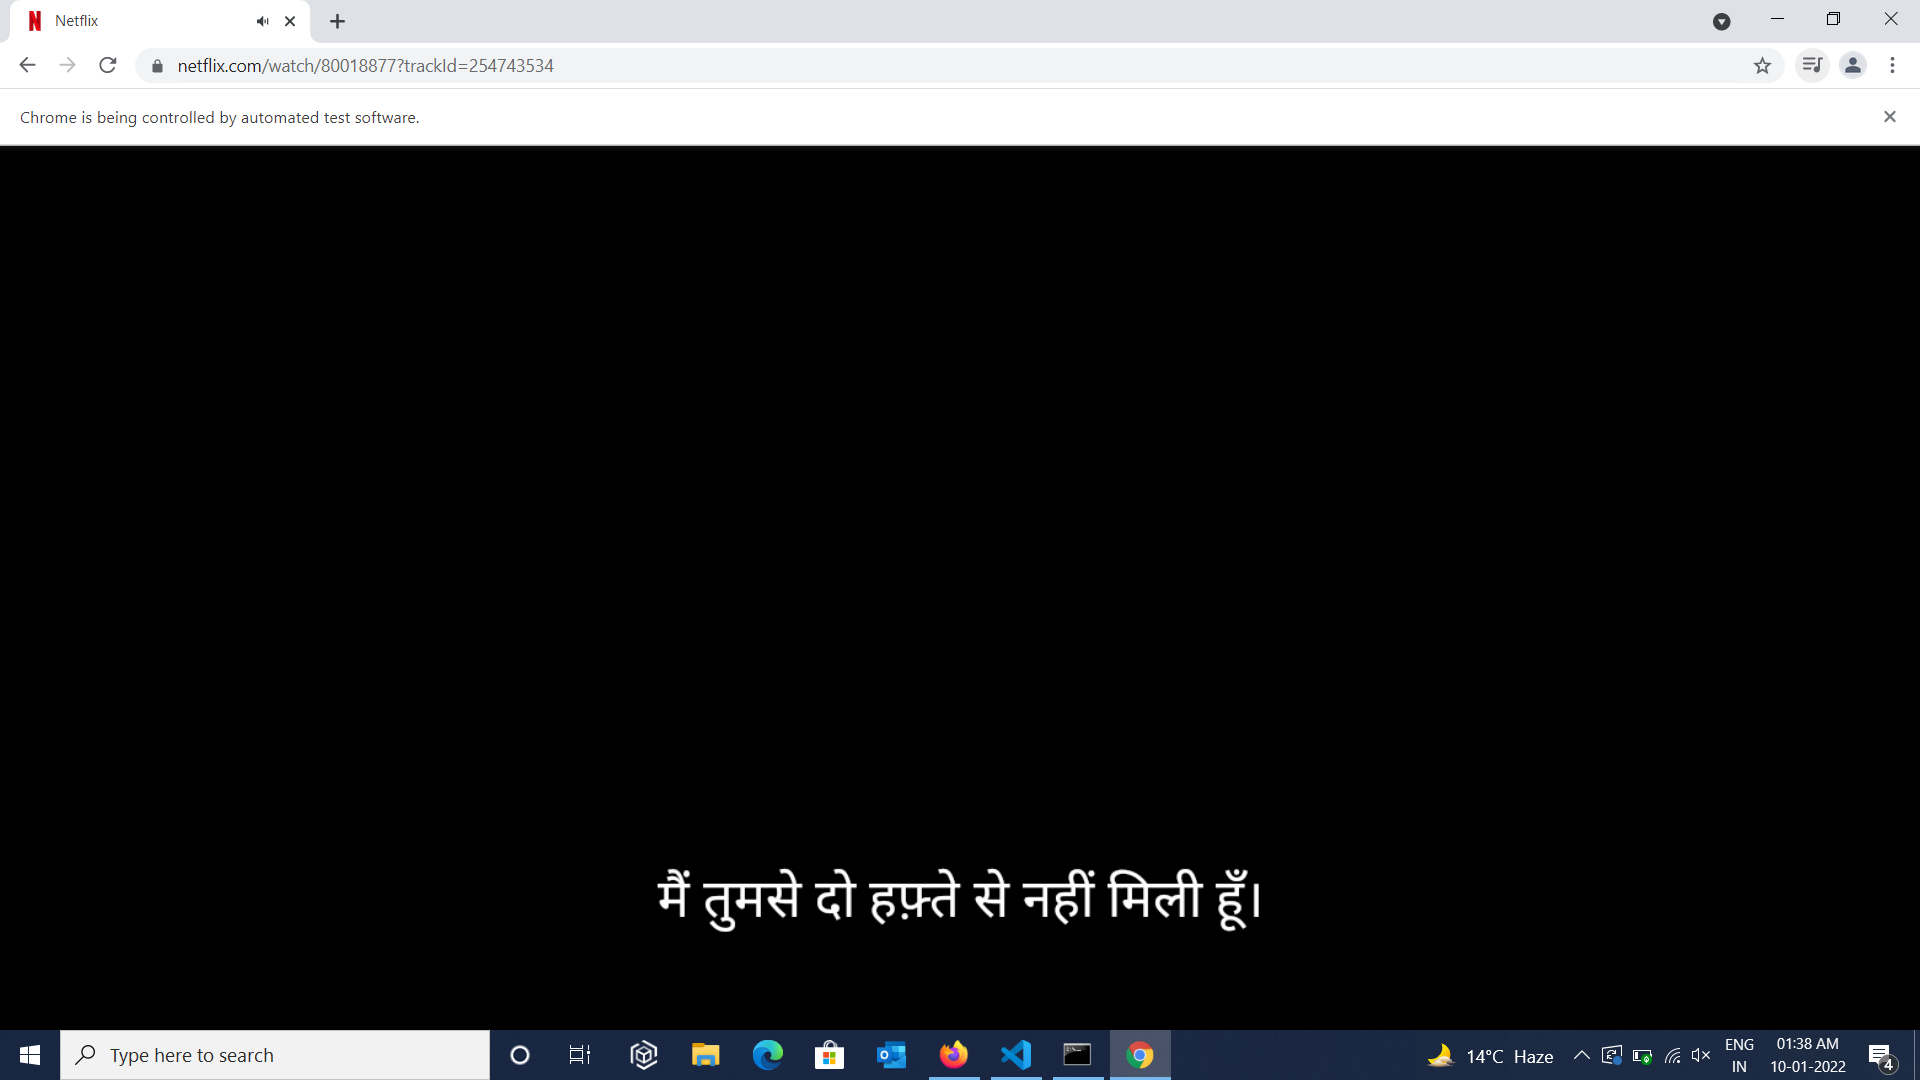 Netflix
netflix.com/watch/80018877?trackId=254743534
Chrome is being controlled by automated test software.
मैं तुमसे दो हफ़्ते से नहीं मिली हूँ।
Type here to search
14°C Haze
ENG
IN
01:38 AM
10-01-2022
4